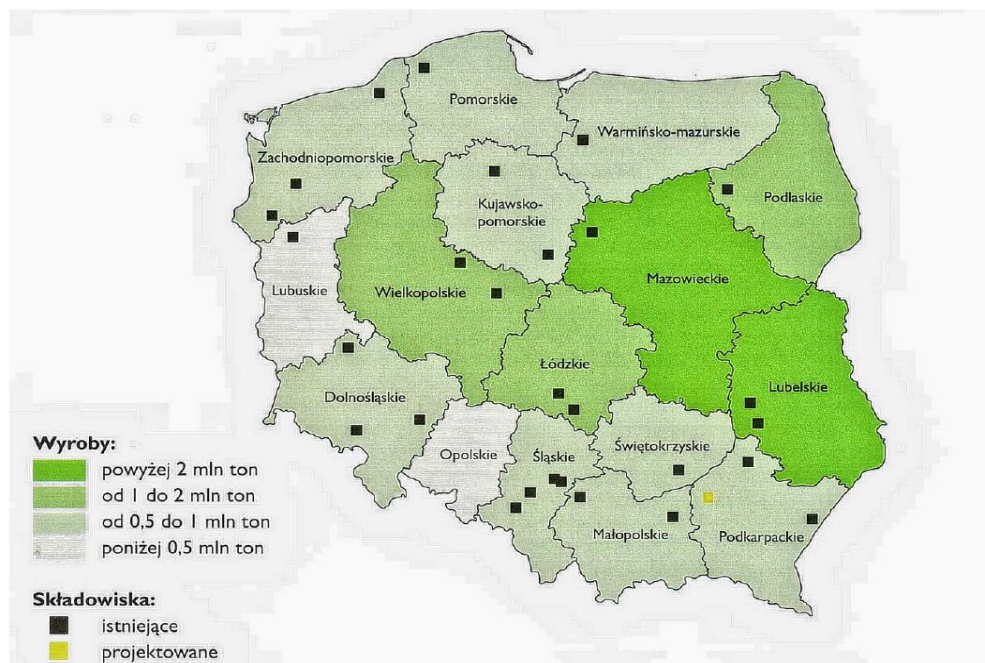 Pomorskie
Warmińsko-mazurskie
Zachodniopomorskie
Podlaskie
Kujawsko-
pomorskie
Mazowieckie
Lubuskie
Wielkopolskie
Łódzkie
Lubelskie
Dolnośląskie
Opolskie
Śląskie
Świętokrzyskie
Małopolskie
Podkarpackie
Wyroby:
powyżej 2 mln ton
od 1 do 2 mln ton
od 0,5 do 1 mln ton
poniżej 0,5 mln ton
Składowiska:
istniejące
projektowane